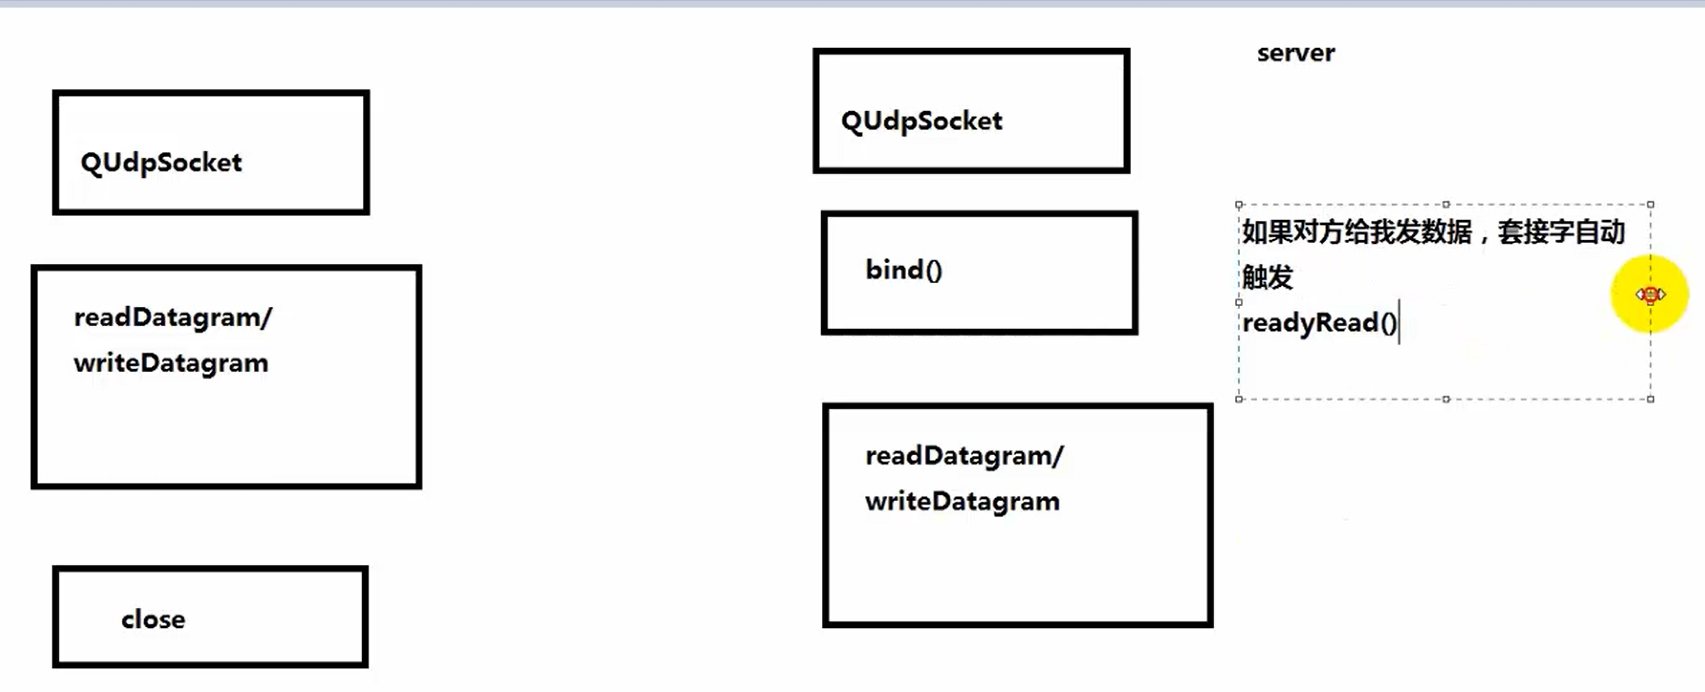 QUdpSocket
readDatagram/
writeDatagram
close
QUdpSocket
bind()
readDatagram/
writeDatagram
server
如果对方给我发数据，套接字自动
触发
readyRead()